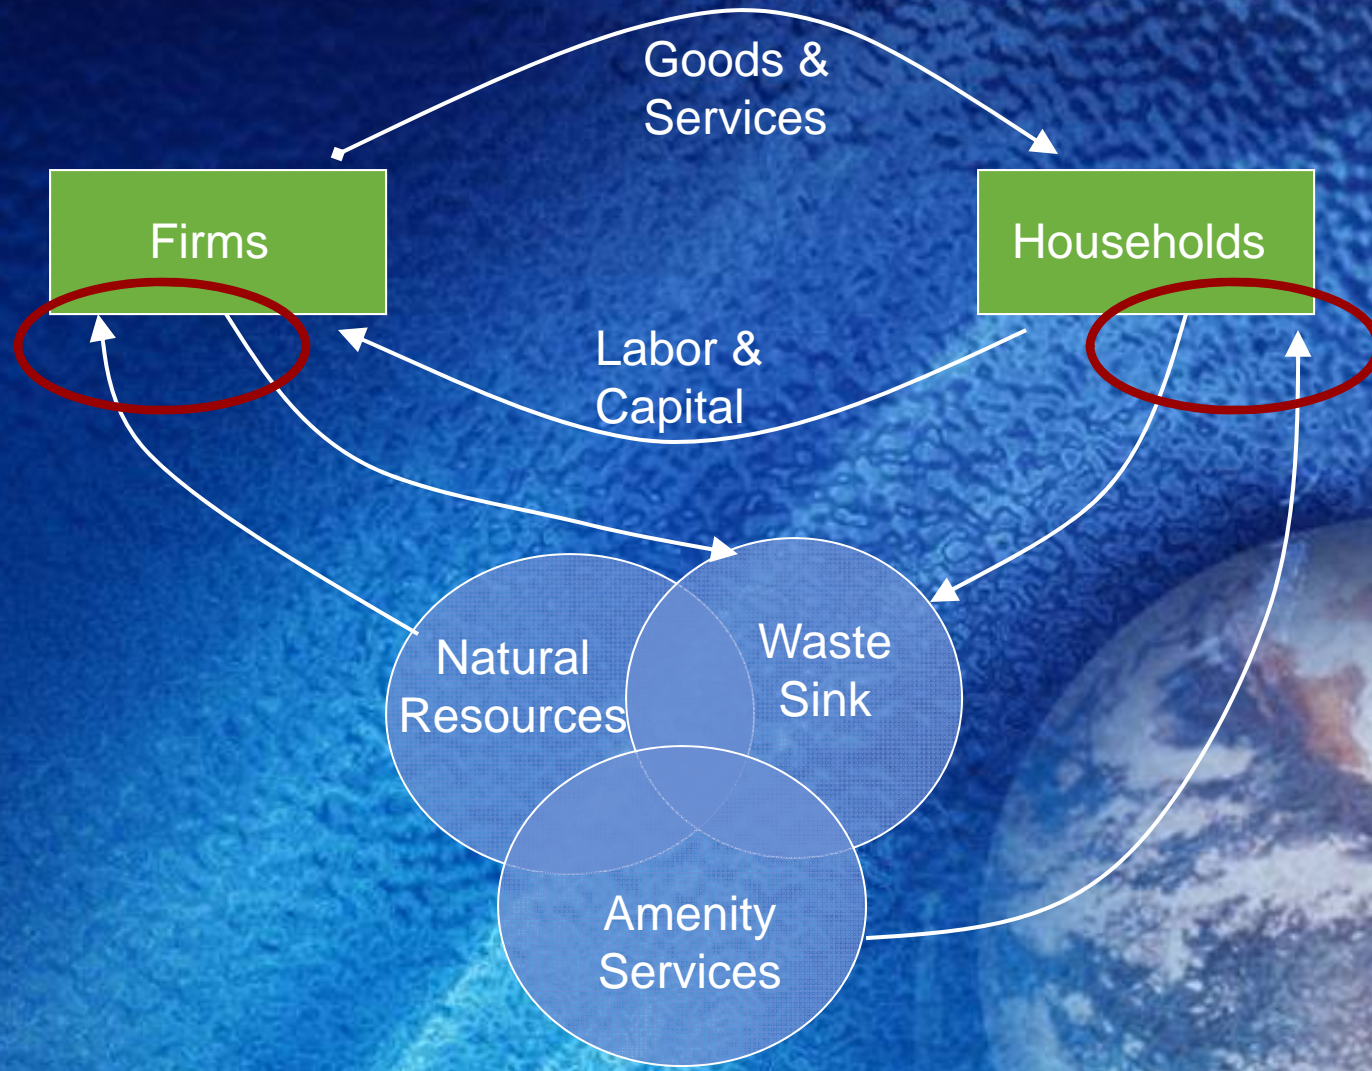 Goods &
Services
Firms
Households
Labor &
Capital
Natural
Resources
Waste
Sink
Amenity
Services